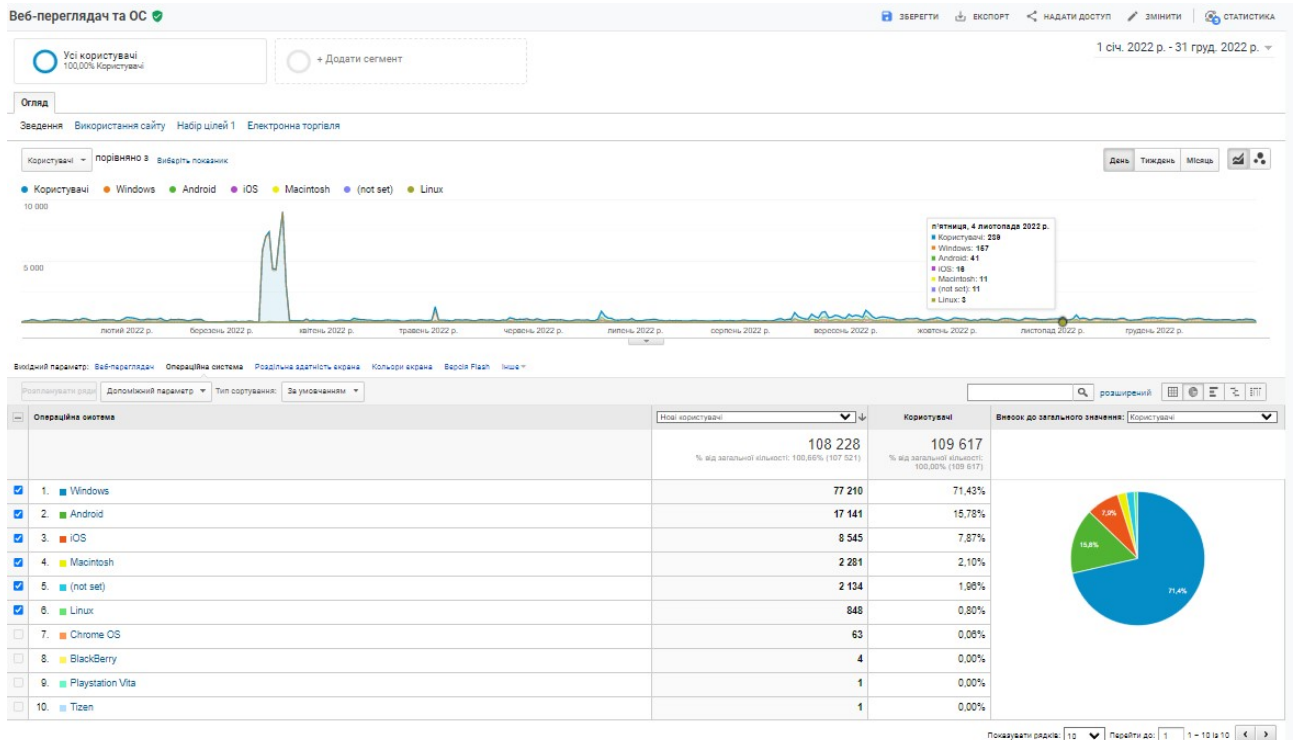 Веб-переглядач та ОС
ЗБЕРЕГТИ ЕКСПОРТ НАДАТИ ДОСТУП ЗМІНИТИ СТАТИСТИКА
Усі користувачі
100,00% Користувачі
+ Додати сегмент
1 січ. 2022 р. - 31 груд. 2022 р.
Огляд
Зведення Використання сайту Набір цілей 1 Електронна торгівля
Користувачі порівняно з Виберіть показник
День Тиждень Місяць
Користувачі Windows Android iOS Macintosh (not set) Linux
10 000
5 000
п'ятниця, 4 листопада 2022 р.
Користувачі: 239
Windows: 157
Android: 41
iOS: 16
Macintosh: 11
(not set): 11
Linux: 3
лютий 2022 р. березень 2022 р. квітень 2022 р. травень 2022 р. червень 2022 р. липень 2022 р. серпень 2022 р. вересень 2022 р. жовтень 2022 р. листопад 2022 р. грудень 2022 р.
Вихідний параметр: Веб-переглядач Операційна система Роздільна здатність екрана Кольори екрана Версія Flash Інше
Розпланувати ряди Допоміжний параметр Тип сортування: За умовчанням
розширений
Операційна система Нові користувачі Користувачі Внесок до загального значення: Користувачі
108 228 109 617
% від загальної кількості: 100,66% (107 521) % від загальної кількості:
100,00% (109 617)
1. Windows 77 210 71,43%
2. Android 17 141 15,78%
3. iOS 8 545 7,87%
4. Macintosh 2 281 2,10%
5. (not set) 2 134 1,96%
6. Linux 848 0,80%
7. Chrome OS 63 0,06%
8. BlackBerry 4 0,00%
9. Playstation Vita 1 0,00%
10. Tizen 1 0,00%
7,9%
15,8%
71,4%
Показувати рядків: 10 Перейти до: 1 1 – 10 із 10